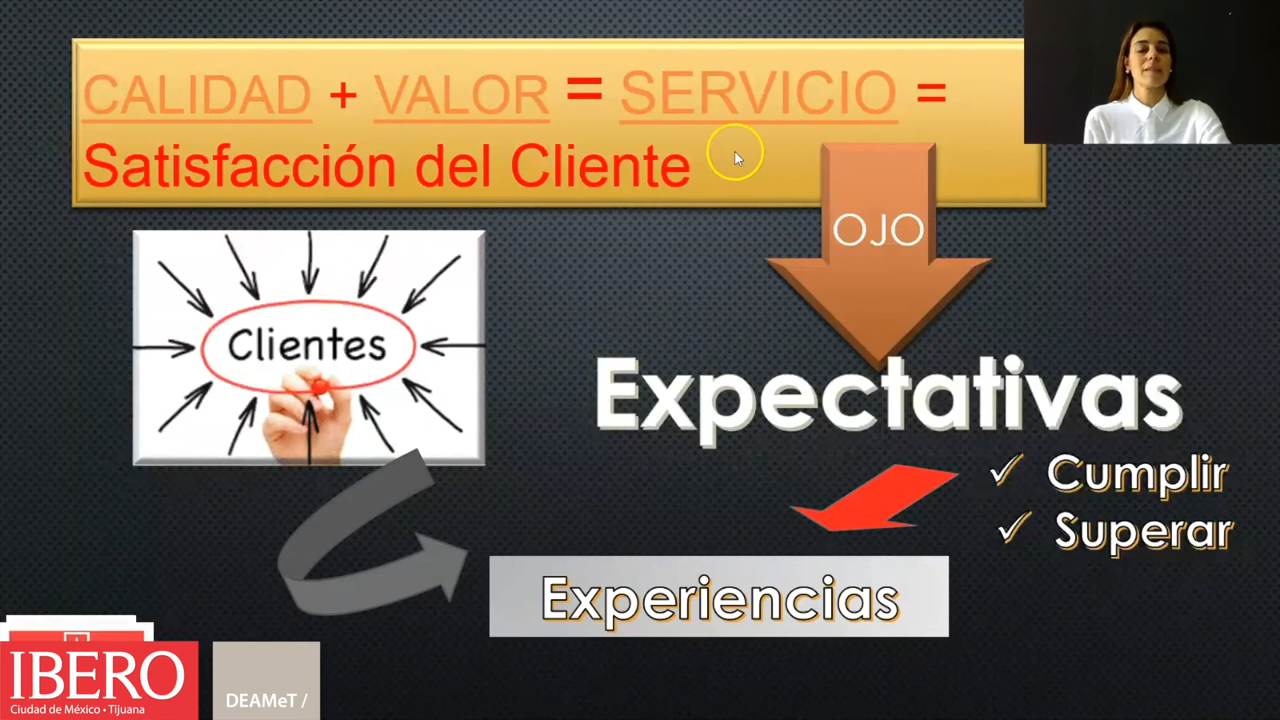 CALIDAD + VALOR = SERVICIO =
Satisfacción del Cliente
OJO
Clientes
Expectativas
✓ Cumplir
✓ Superar
Experiencias
IBERO
Ciudad de México • Tijuana
DEAMeT /